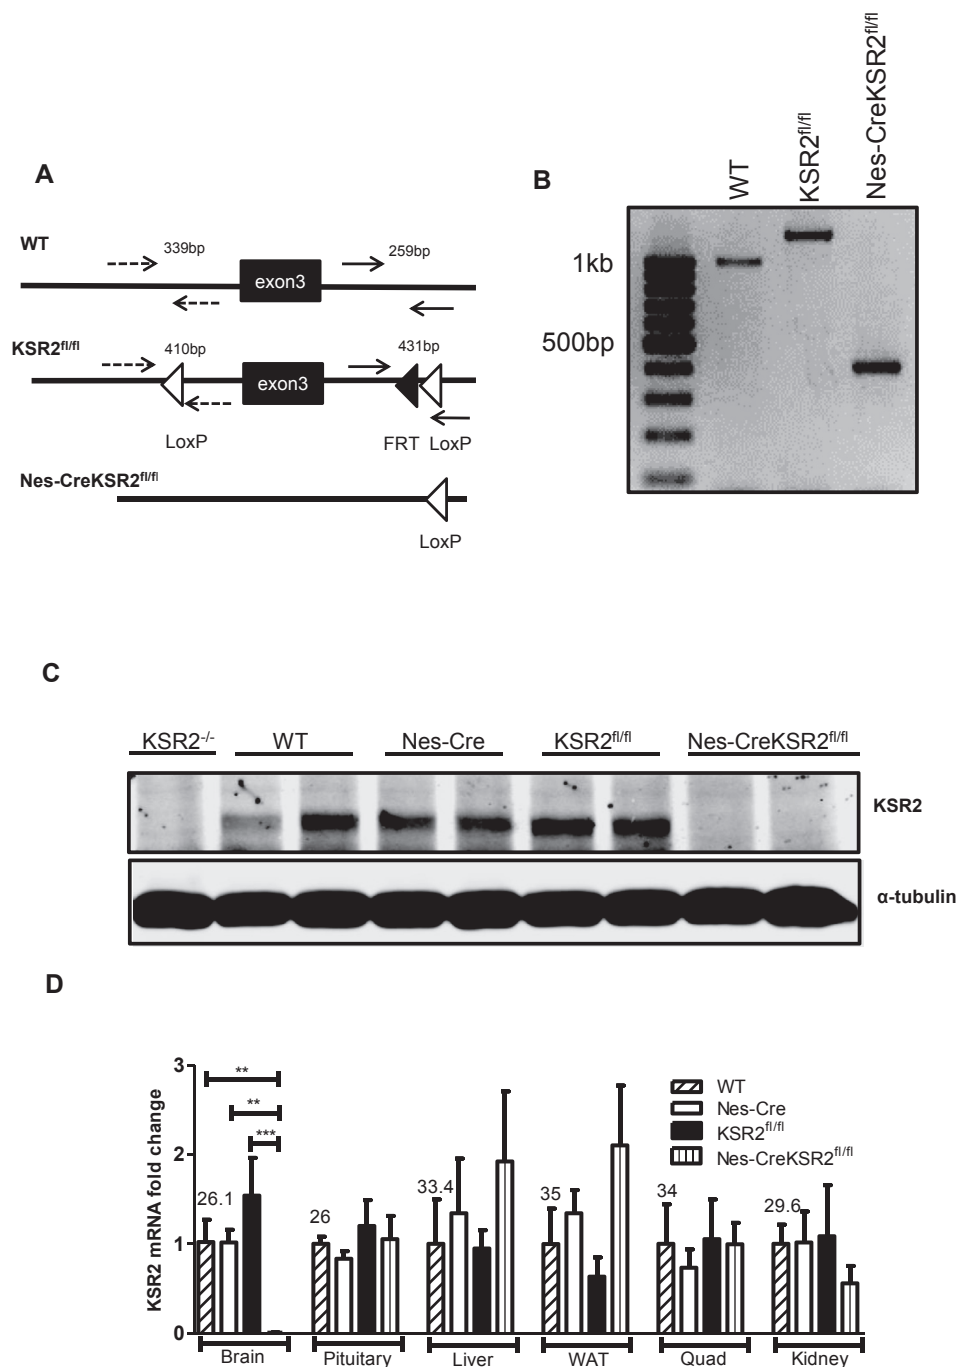 A
WT
339bp
259bp
exon3
KSR2fl/fl
410bp
431bp
exon3
LoxP
FRT LoxP
Nes-CreKSR2fl/fl
LoxP
B
WT
KSR2fl/fl
Nes-CreKSR2fl/fl
1kb
500bp
C
KSR2-/- WT Nes-Cre KSR2fl/fl Nes-CreKSR2fl/fl
KSR2
α-tubulin
D
KSR2 mRNA fold change
3
2
1
0
**
**
***
26.1
26
33.4
35
34
29.6
WT
Nes-Cre
KSR2fl/fl
Nes-CreKSR2fl/fl
Brain Pituitary Liver WAT Quad Kidney